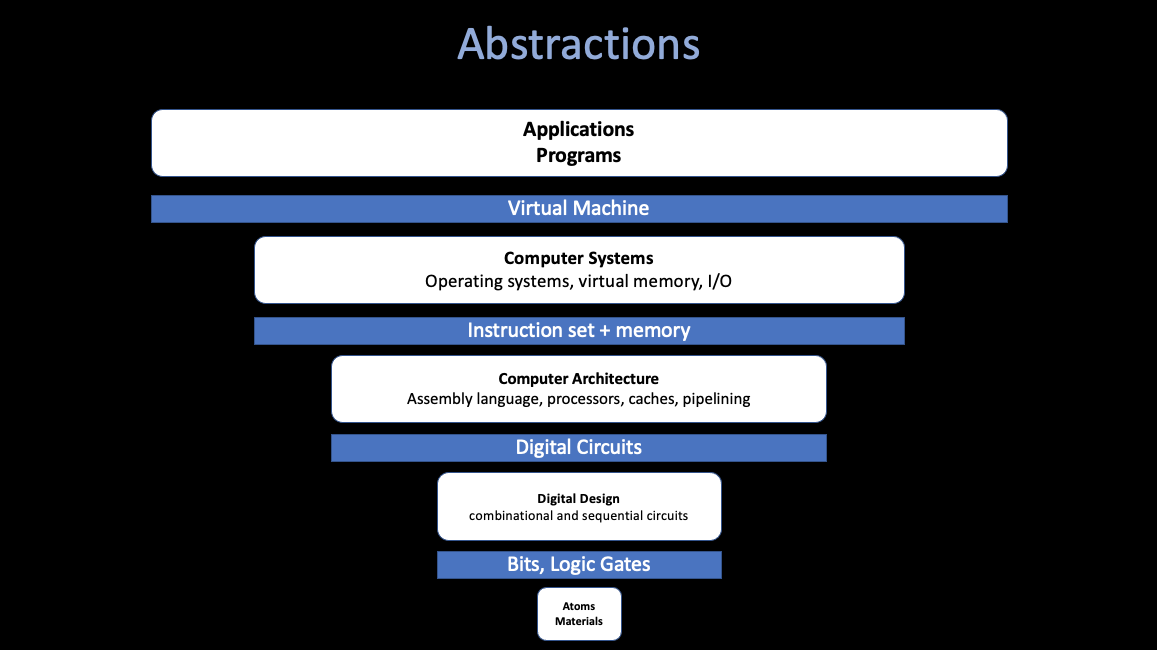 Abstractions
Applications
Programs
Virtual Machine
Computer Systems
Operating systems, virtual memory, I/O
Instruction set + memory
Computer Architecture
Assembly language, processors, caches, pipelining
Digital Circuits
Digital Design
combinational and sequential circuits
Bits, Logic Gates
Atoms
Materials